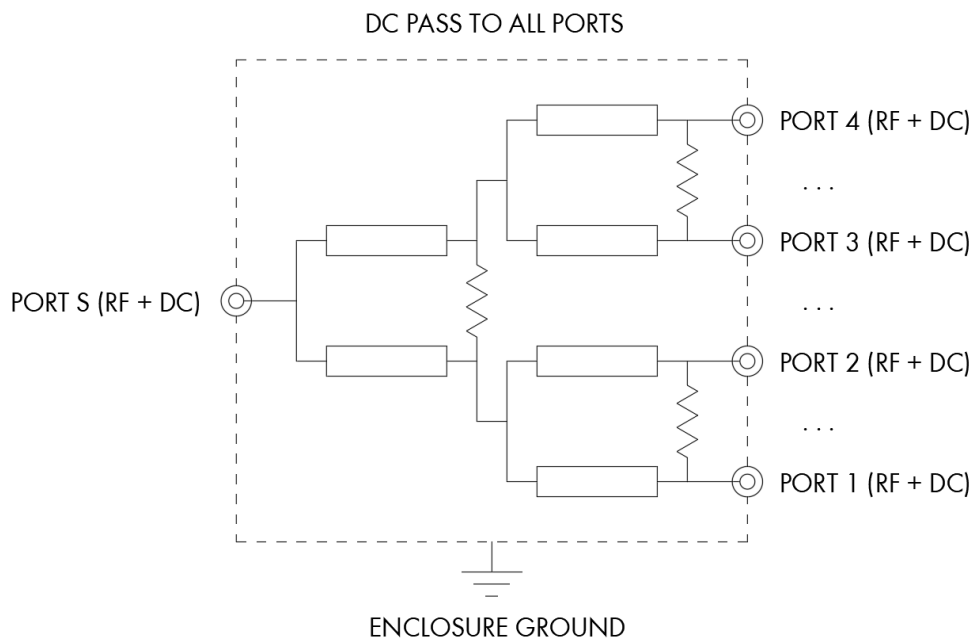 DC PASS TO ALL PORTS
PORT 4 (RF + DC)
. . .
PORT 3 (RF + DC)
PORT S (RF + DC)
. . .
PORT 2 (RF + DC)
. . .
PORT 1 (RF + DC)
ENCLOSURE GROUND